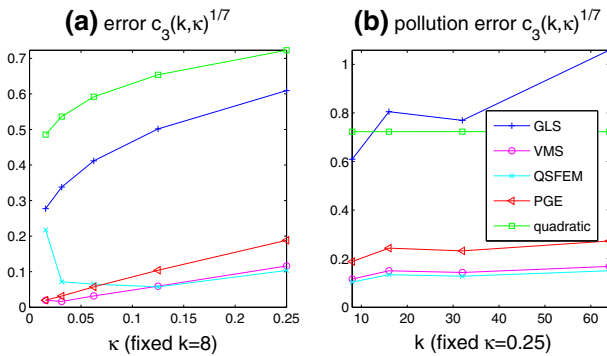 (a) error c₃(k,κ)^1/7
0.7
0.6
0.5
0.4
0.3
0.2
0.1
0
0 0.05 0.1 0.15 0.2 0.25
κ (fixed k=8)
(b) pollution error c₃(k,κ)^1/7
1
0.8
0.6
0.4
0.2
0
10 20 30 40 50 60
k (fixed κ=0.25)
GLS
VMS
QSFEM
PGE
quadratic